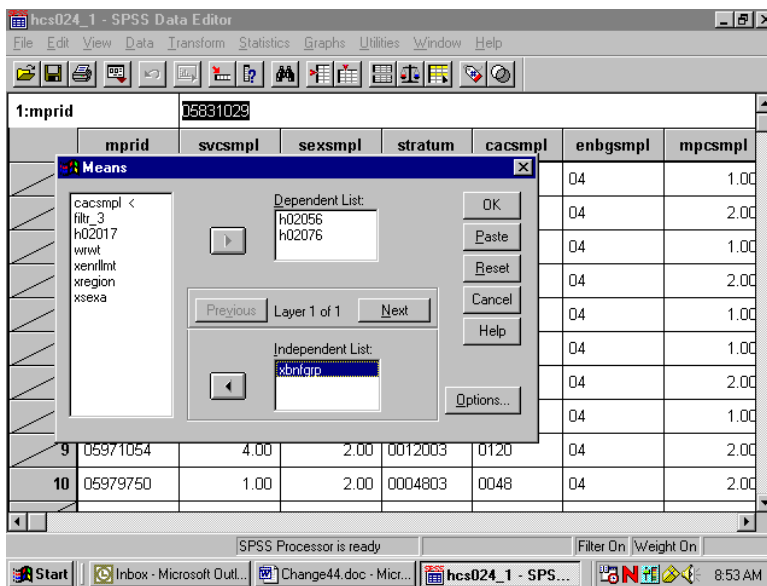 hcs024_1 - SPSS Data Editor
File Edit View Data Transform Statistics Graphs Utilities Window Help
1:mprid 05831029
mprid svcsmpl sexsmpl stratum cacsmpl enbgsmpl mpcsmpl
Means
04 1.00
cacsmpl <
filtr_3
h02017
wrwt
xenrllmt
xregion
xsexa
Dependent List:
h02056
h02076
OK
Paste
Reset
Cancel
Help
04 2.00
04 1.00
04 2.00
Previous Layer 1 of 1 Next
04 1.00
04 1.00
Independent List:
xbnfgrp
04 2.00
Options...
04 1.00
9 05971054 4.00 2.00 0012003 0120 04 2.00
10 05979750 1.00 2.00 0004803 0048 04 2.00
SPSS Processor is ready Filter On Weight On
Start Inbox - Microsoft Outl... Change44.doc - Micr... hcs024_1 - SPS... 8:53 AM